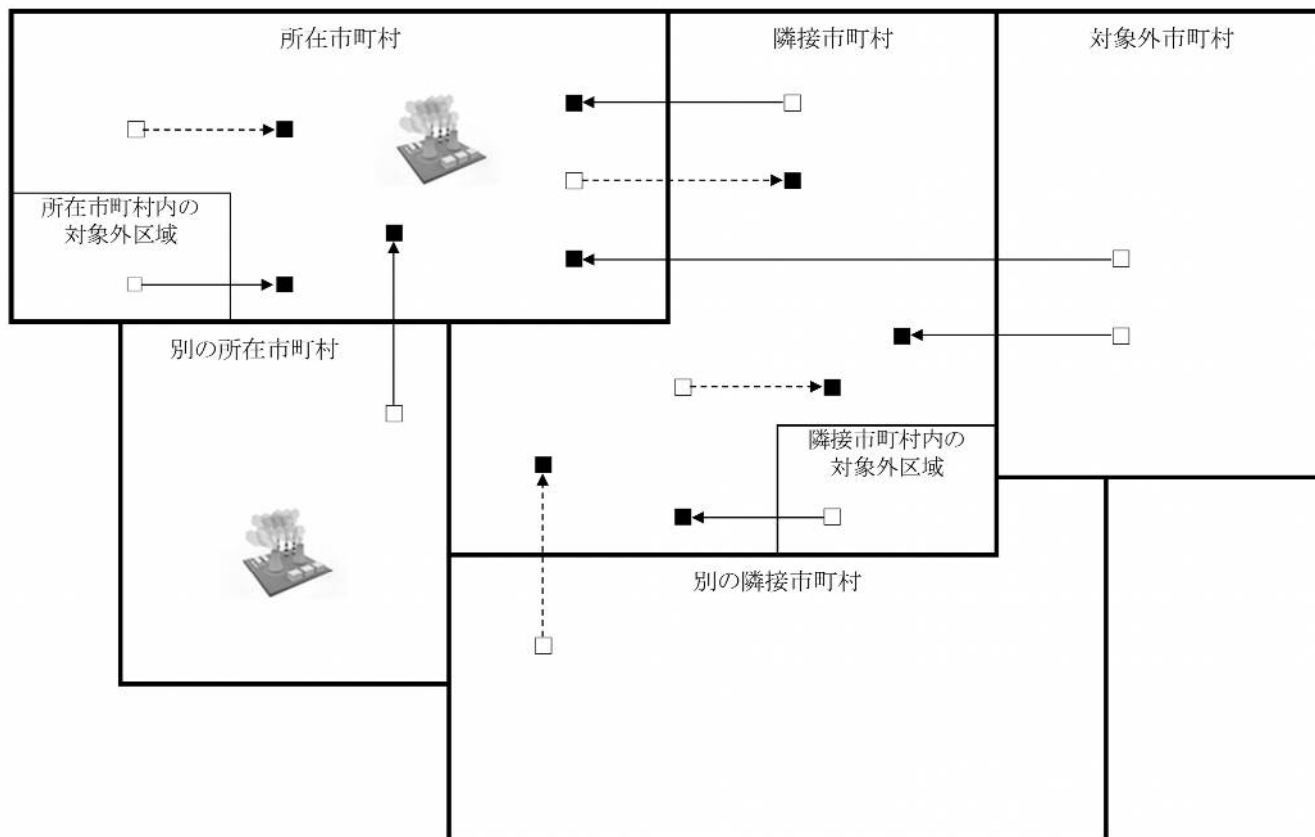 所在市町村
隣接市町村
対象外市町村
所在市町村内の
対象外区域
別の所在市町村
隣接市町村内の
対象外区域
別の隣接市町村